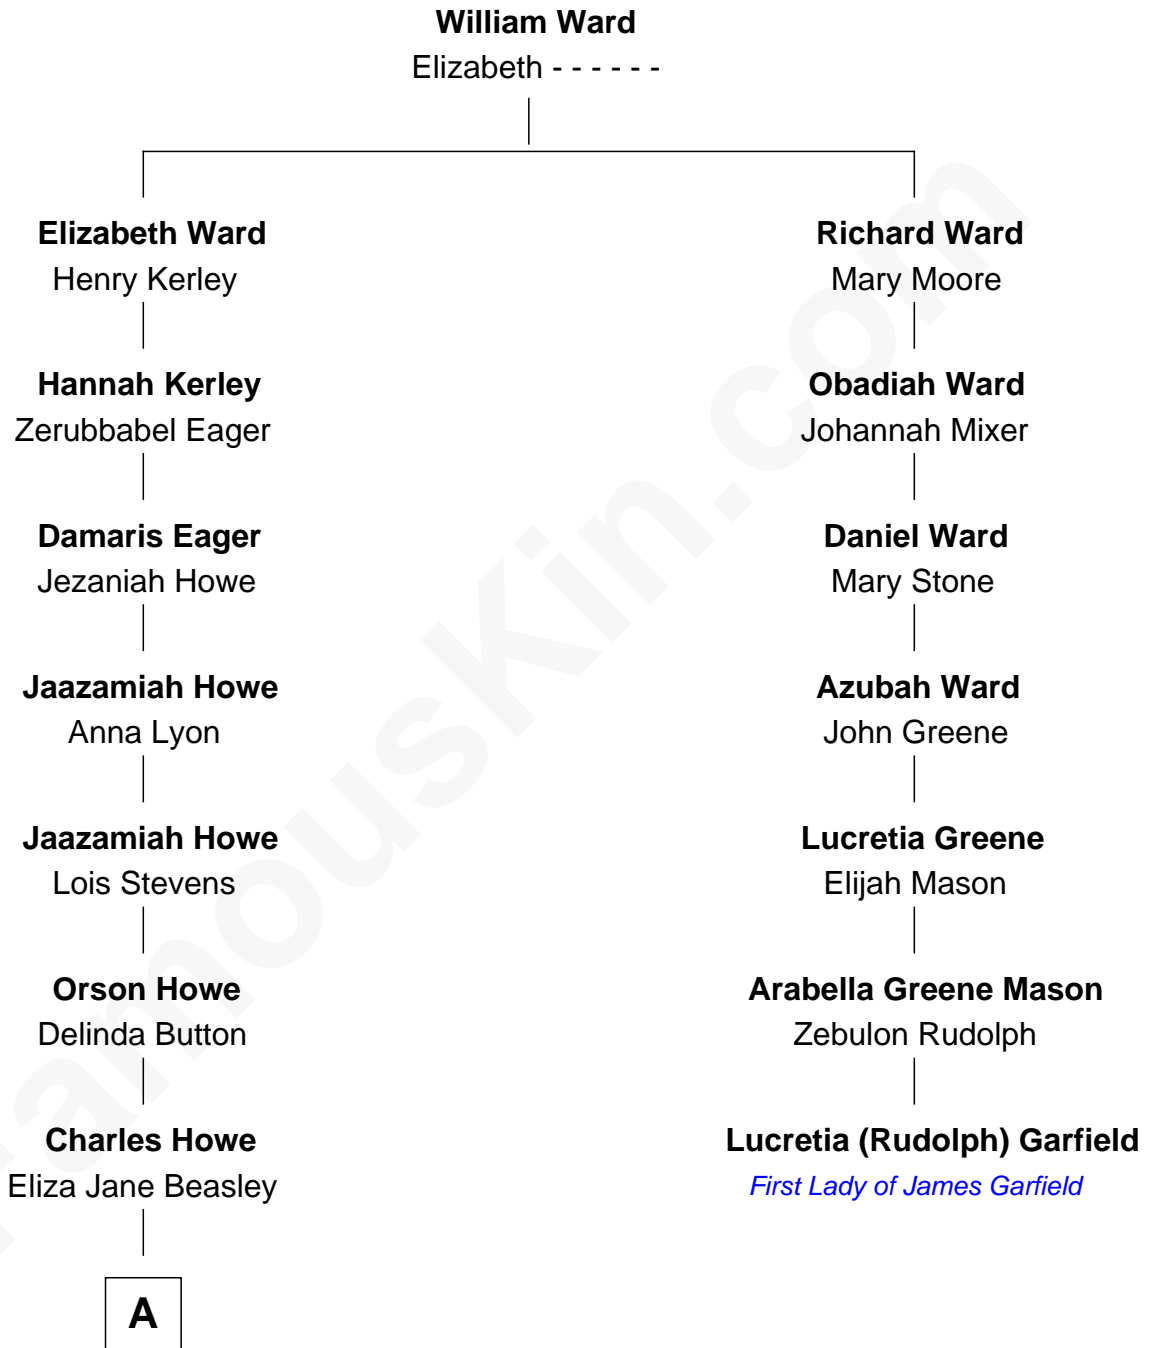 William Ward
Elizabeth - - - - - -
Elizabeth Ward
Henry Kerley
Hannah Kerley
Zerubbabel Eager
Damaris Eager
Jezaniah Howe
Jaazamiah Howe
Anna Lyon
Jaazamiah Howe
Lois Stevens
Orson Howe
Delinda Button
Charles Howe
Eliza Jane Beasley
A
Richard Ward
Mary Moore
Obadiah Ward
Johannah Mixer
Daniel Ward
Mary Stone
Azubah Ward
John Greene
Lucretia Greene
Elijah Mason
Arabella Greene Mason
Zebulon Rudolph
Lucretia (Rudolph) Garfield
First Lady of James Garfield
FamousKin.com